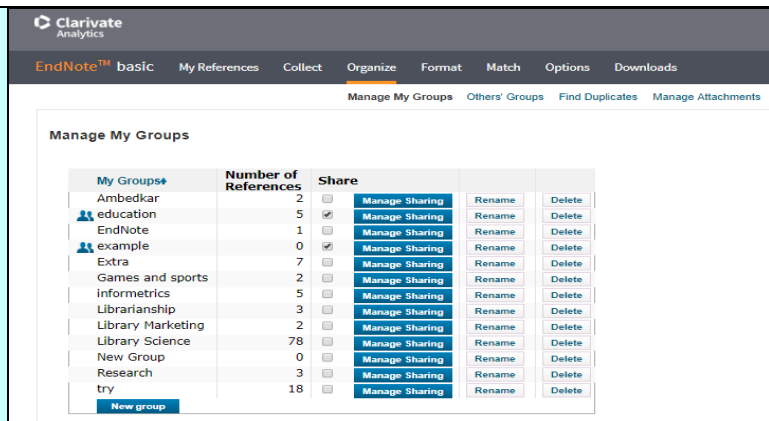 Clarivate
Analytics
EndNote™ basic My References Collect Organize Format Match Options Downloads
Manage My Groups Others' Groups Find Duplicates Manage Attachments
Manage My Groups
My Groups Number of References Share
Ambedkar 2 Manage Sharing Rename Delete
education 5 Manage Sharing Rename Delete
EndNote 1 Manage Sharing Rename Delete
example 0 Manage Sharing Rename Delete
Extra 7 Manage Sharing Rename Delete
Games and sports 2 Manage Sharing Rename Delete
informetrics 5 Manage Sharing Rename Delete
Librarianship 3 Manage Sharing Rename Delete
Library Marketing 2 Manage Sharing Rename Delete
Library Science 78 Manage Sharing Rename Delete
New Group 0 Manage Sharing Rename Delete
Research 3 Manage Sharing Rename Delete
try 18 Manage Sharing Rename Delete
New group